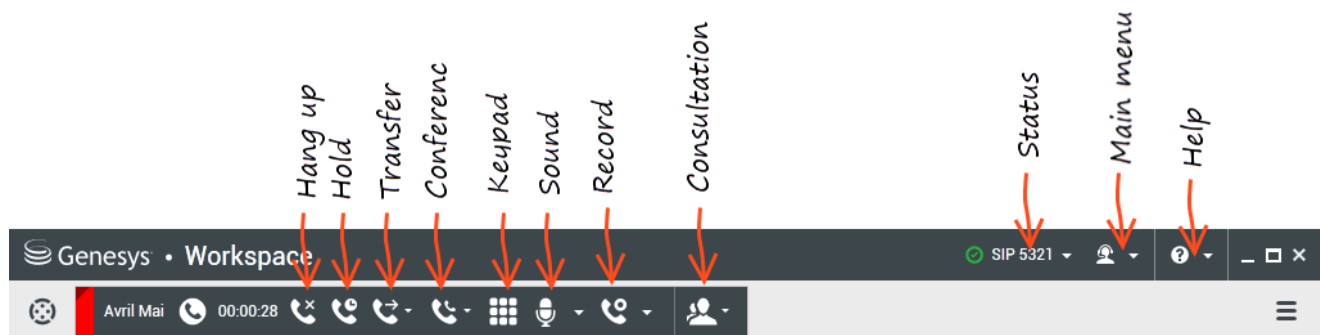 Hang up
Hold
Transfer
Conferenc
Keypad
Sound
Record
Consultation
Status
Main menu
Help
Genesys • Workspace
SIP 5321
Avril Mai 00:00:28